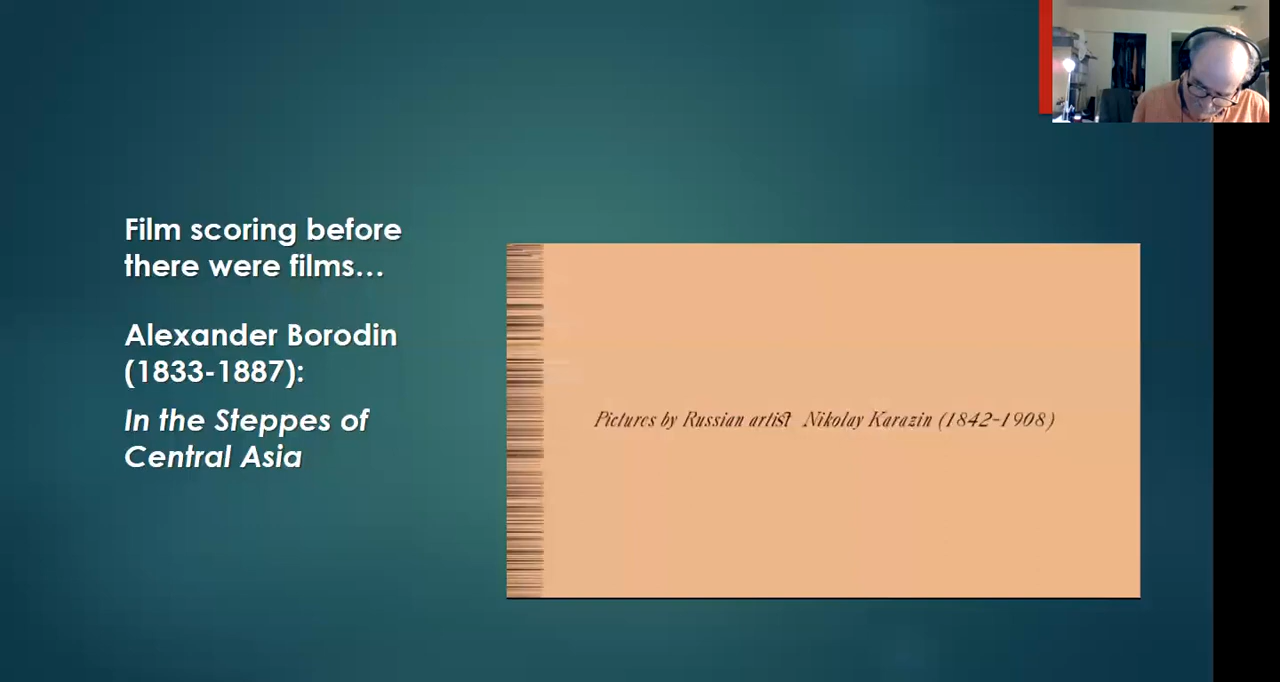 Film scoring before
there were films…
Alexander Borodin
(1833-1887):
In the Steppes of
Central Asia
Pictures by Russian artist Nikolay Karazin (1842-1908)